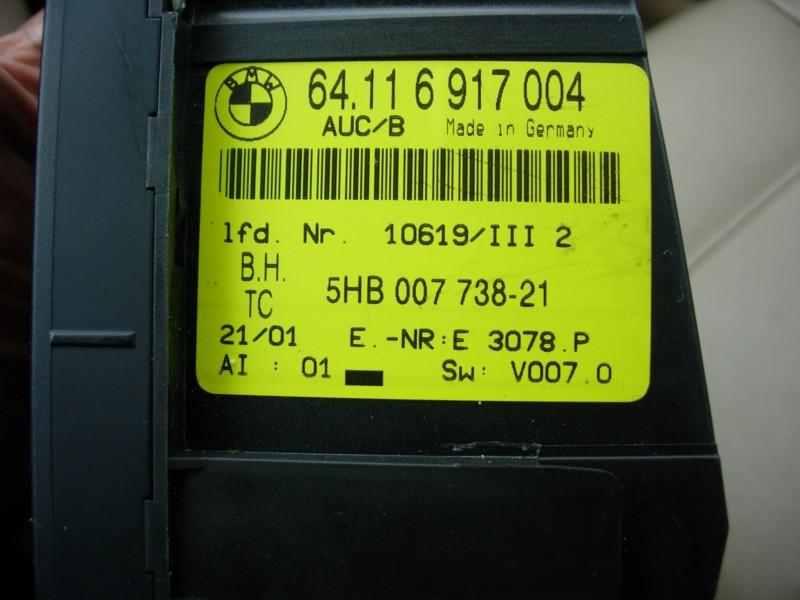 BMW
64.11 6 917 004
AUC/B Made in Germany
lfd. Nr. 10619/III 2
B.H.
TC 5HB 007 738-21
21/01 E.-NR:E 3078.P
AI : 01 Sw: V007.0